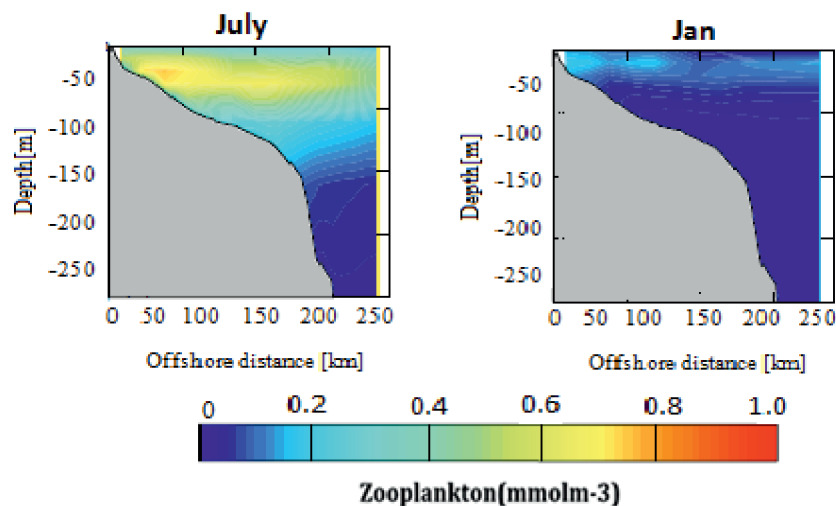 July
Jan
-50
-100
-150
-200
-250
Depth[m]
0 50 100 150 200 250
Offshore distance [km]
-50
-100
-150
-200
-250
Depth[m]
0 50 100 150 200 250
Offshore distance [km]
0 0.2 0.4 0.6 0.8 1.0
Zooplankton(mmolm-3)